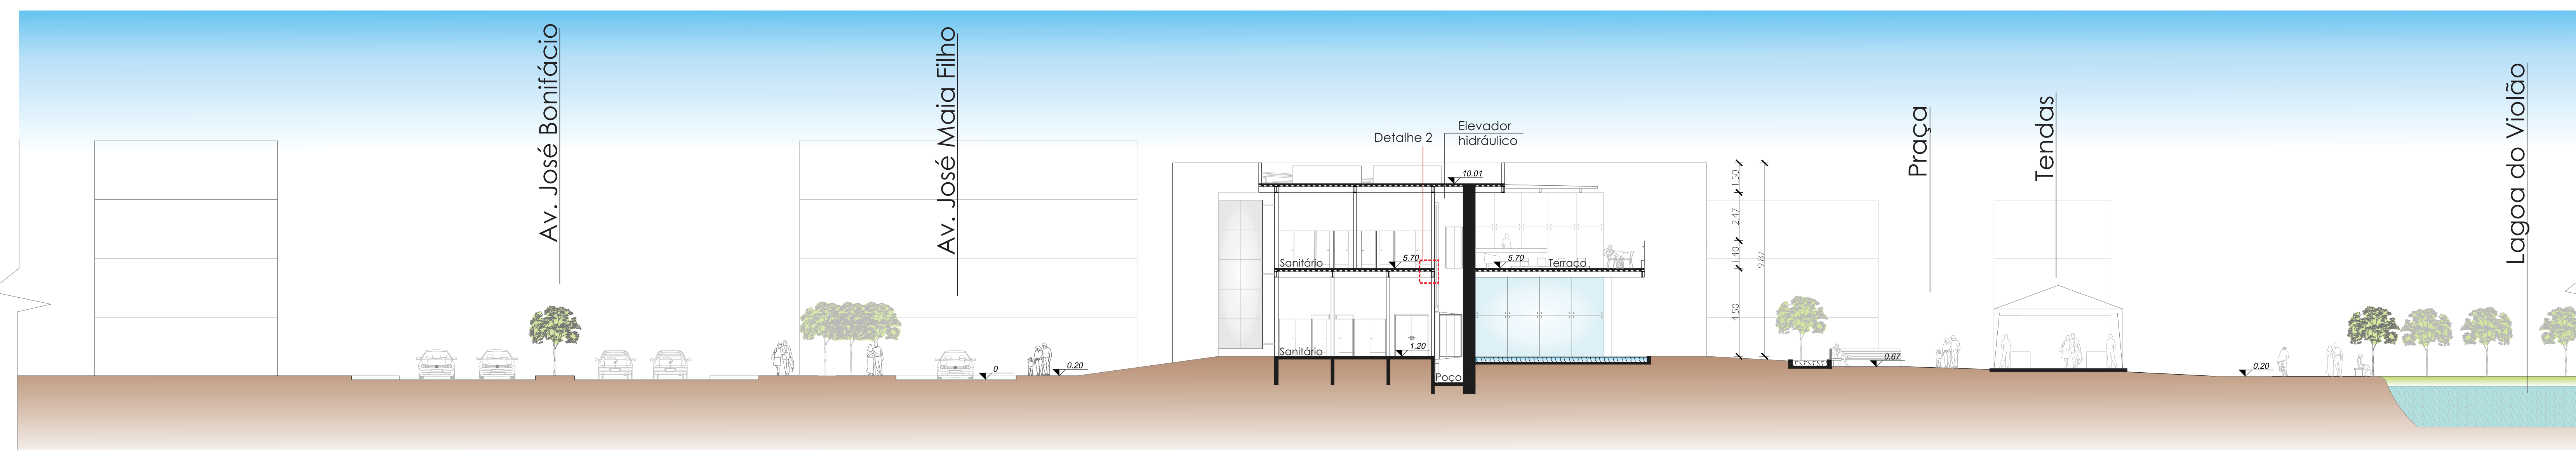 Av. José Bonifácio
Av. José Maia Filho
Detalhe 2
Elevador
hidráulico
Praça
Tendas
Lagoa do Violão
10.01
1.50
2.47
1.40
9.87
4.50
Sanitário
5.70
5.70
Terraço
Sanitário
1.20
Poço
0
0.20
0.67
0.20